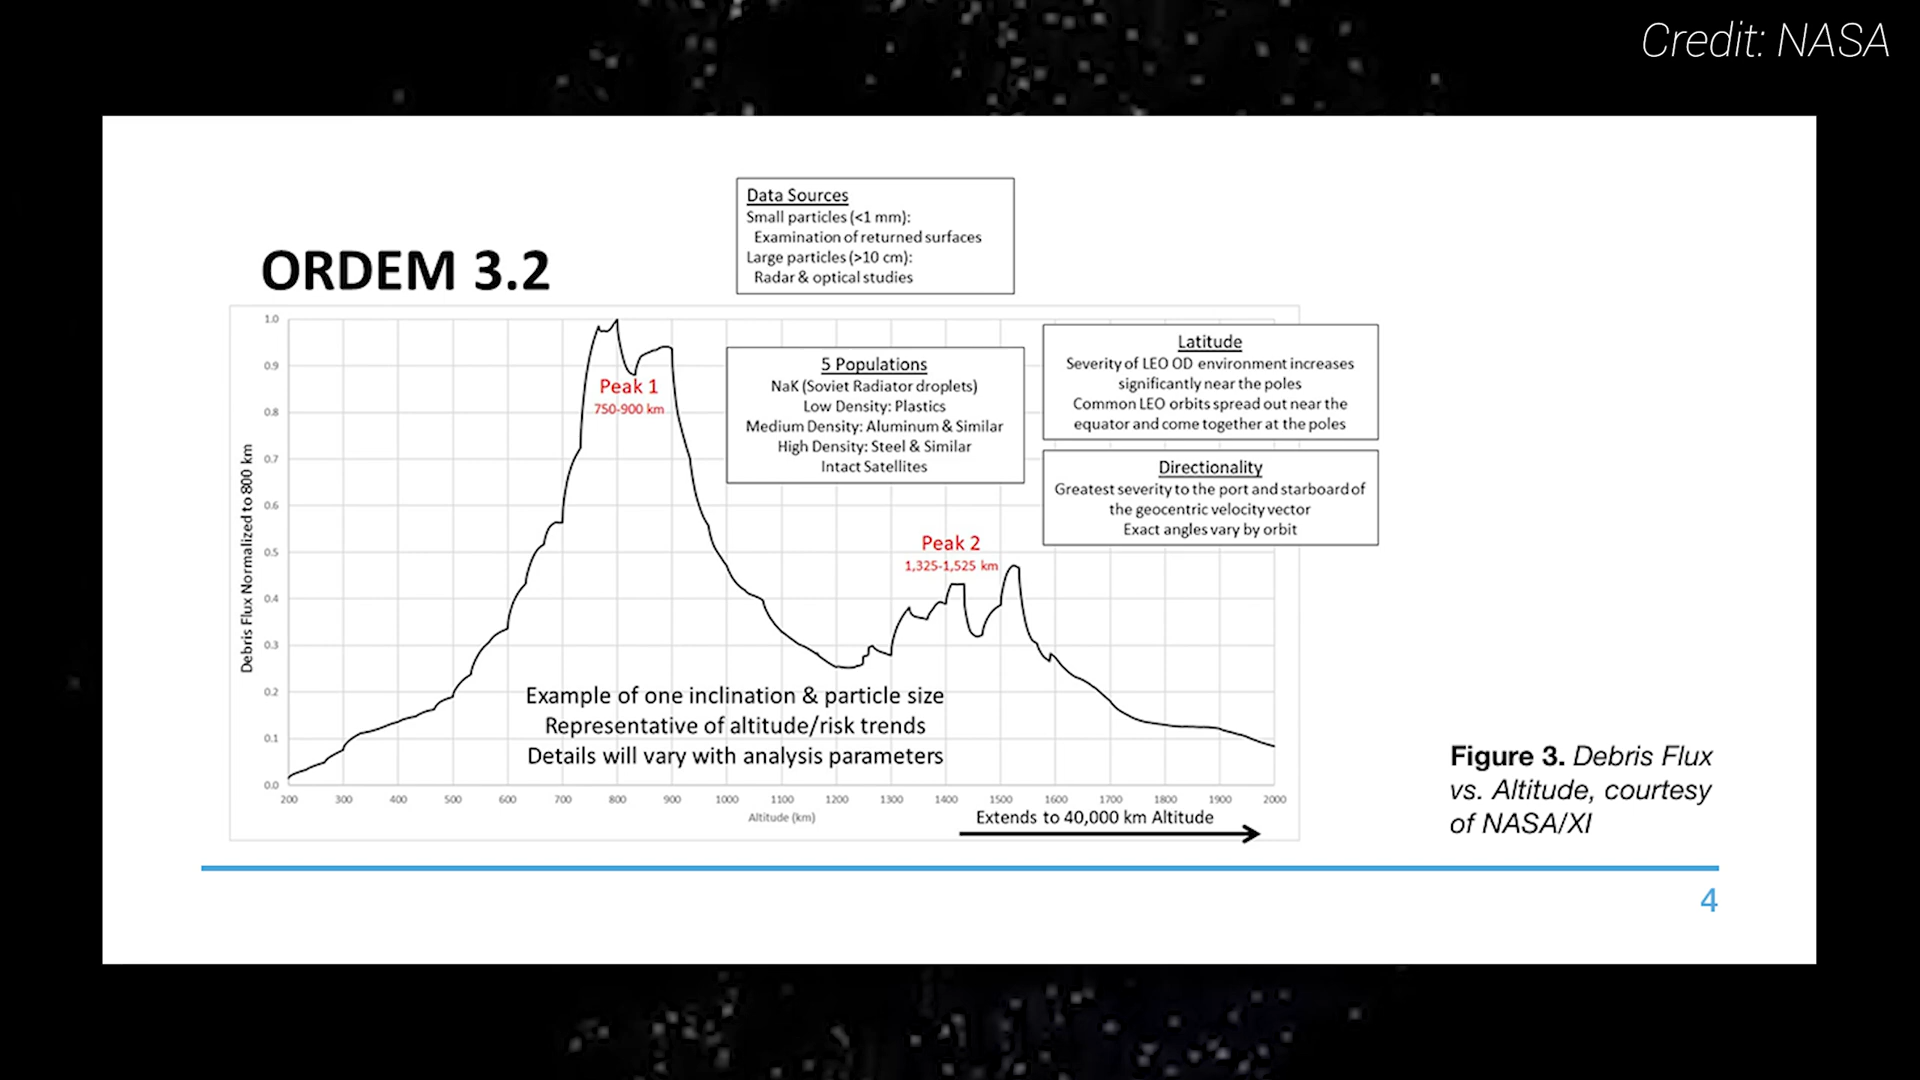 Credit: NASA
Data Sources
Small particles (<1 mm):
Examination of returned surfaces
Large particles (>10 cm):
Radar & optical studies
ORDEM 3.2
Latitude
Severity of LEO OD environment increases
significantly near the poles
Common LEO orbits spread out near the
equator and come together at the poles
5 Populations
NaK (Soviet Radiator droplets)
Low Density: Plastics
Medium Density: Aluminum & Similar
High Density: Steel & Similar
Intact Satellites
Directionality
Greatest severity to the port and starboard of
the geocentric velocity vector
Exact angles vary by orbit
Peak 1
750-900 km
Peak 2
1,325-1,525 km
Debris Flux Normalized to 800 km
1.0
0.9
0.8
0.7
0.6
0.5
0.4
0.3
0.2
0.1
0.0
Example of one inclination & particle size
Representative of altitude/risk trends
Details will vary with analysis parameters
200 300 400 500 600 700 800 900 1000 1100 1200 1300 1400 1500 1600 1700 1800 1900 2000
Altitude (km)
Extends to 40,000 km Altitude
Figure 3. Debris Flux
vs. Altitude, courtesy
of NASA/XI
4